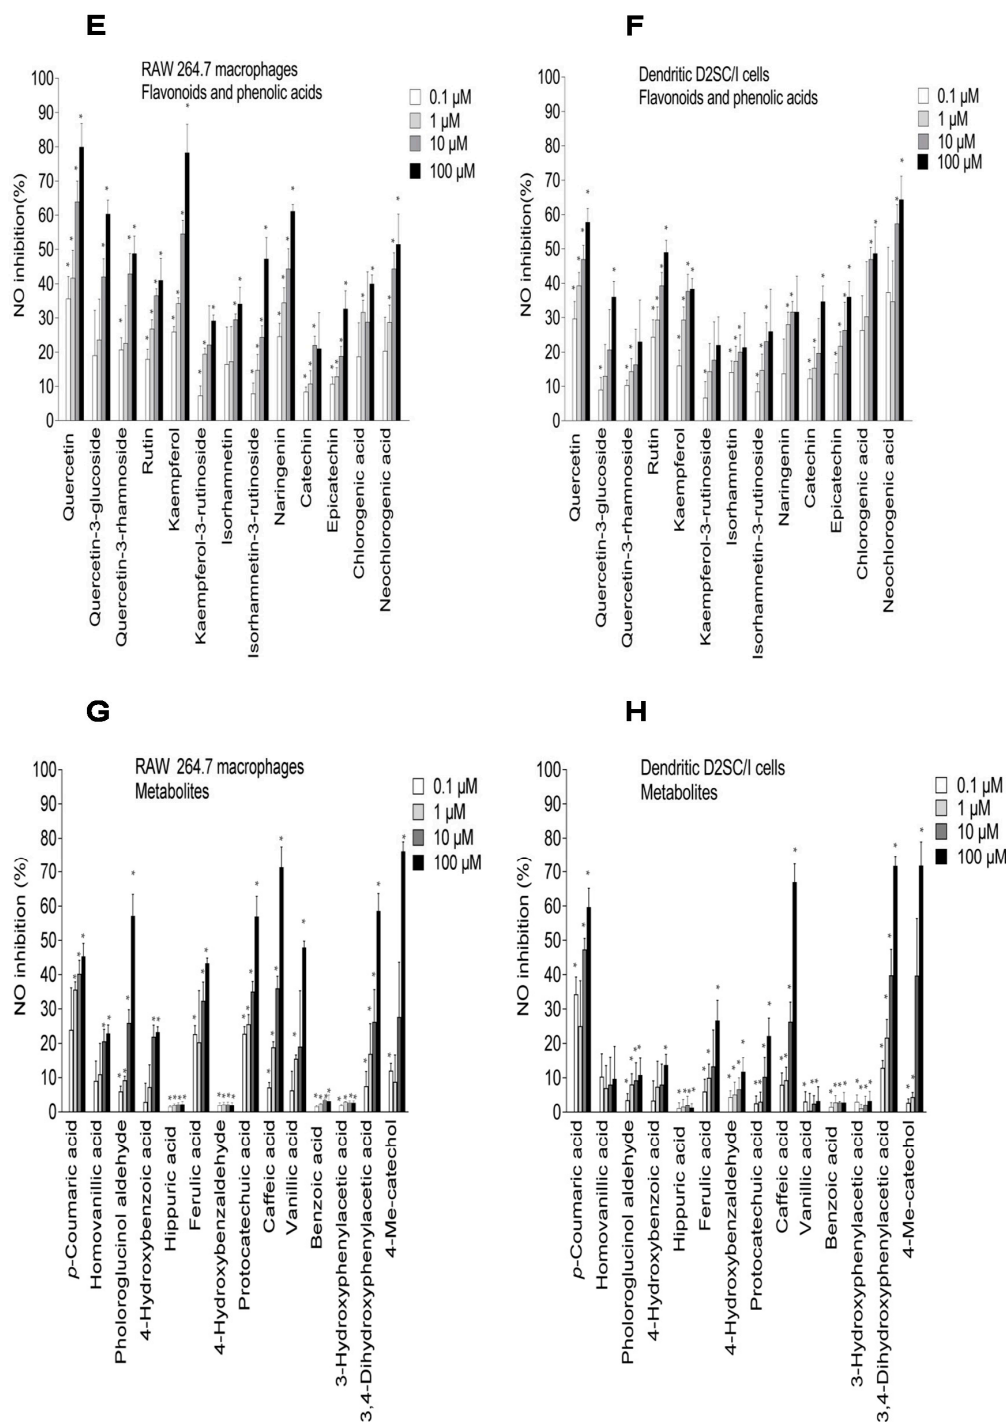 E
RAW 264.7 macrophages
Flavonoids and phenolic acids
0.1 µM
1 µM
10 µM
100 µM
NO inhibition(%)
100
90
80
70
60
50
40
30
20
10
0
Quercetin
Quercetin-3-glucoside
Quercetin-3-rhamnoside
Rutin
Kaempferol
Kaempferol-3-rutinoside
Isorhamnetin
Isorhamnetin-3-rutinoside
Naringenin
Catechin
Epicatechin
Chlorogenic acid
Neochlorogenic acid
F
Dendritic D2SC/I cells
Flavonoids and phenolic acids
0.1 µM
1 µM
10 µM
100 µM
NO inhibition(%)
100
90
80
70
60
50
40
30
20
10
0
Quercetin
Quercetin-3-glucoside
Quercetin-3-rhamnoside
Rutin
Kaempferol
Kaempferol-3-rutinoside
Isorhamnetin
Isorhamnetin-3-rutinoside
Naringenin
Catechin
Epicatechin
Chlorogenic acid
Neochlorogenic acid
G
RAW 264.7 macrophages
Metabolites
0.1 µM
1 µM
10 µM
100 µM
NO inhibition (%)
100
90
80
70
60
50
40
30
20
10
0
p-Coumaric acid
Homovanillic acid
Pholoroglucinol aldehyde
4-Hydroxybenzoic acid
Hippuric acid
Ferulic acid
4-Hydroxybenzaldehyde
Protocatechuic acid
Caffeic acid
Vanillic acid
Benzoic acid
3-Hydroxyphenylacetic acid
3,4-Dihydroxyphenylacetic acid
4-Me-catechol
H
Dendritic D2SC/I cells
Metabolites
0.1 µM
1 µM
10 µM
100 µM
NO inhibition (%)
100
90
80
70
60
50
40
30
20
10
0
p-Coumaric acid
Homovanillic acid
Pholoroglucinol aldehyde
4-Hydroxybenzoic acid
Hippuric acid
Ferulic acid
4-Hydroxybenzaldehyde
Protocatechuic acid
Caffeic acid
Vanillic acid
Benzoic acid
3-Hydroxyphenylacetic acid
3,4-Dihydroxyphenylacetic acid
4-Me-catechol